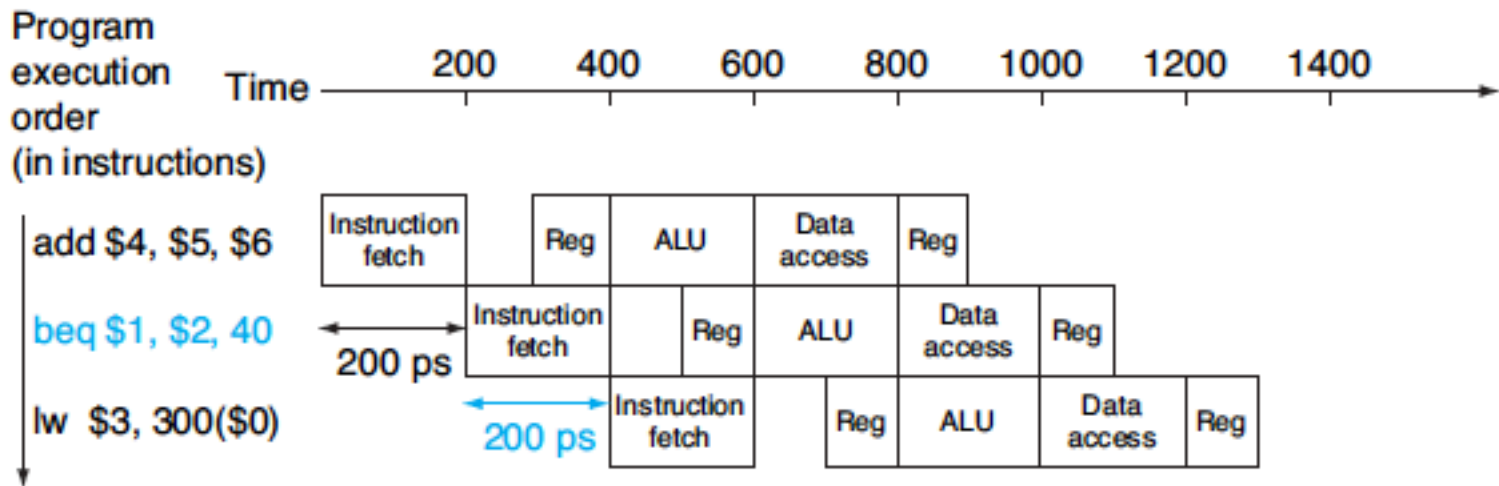 Program
execution
order
(in instructions)
Time
200 400 600 800 1000 1200 1400
add $4, $5, $6
Instruction
fetch
Reg
ALU
Data
access
Reg
beq $1, $2, 40
200 ps
Instruction
fetch
Reg
ALU
Data
access
Reg
lw $3, 300($0)
200 ps
Instruction
fetch
Reg
ALU
Data
access
Reg